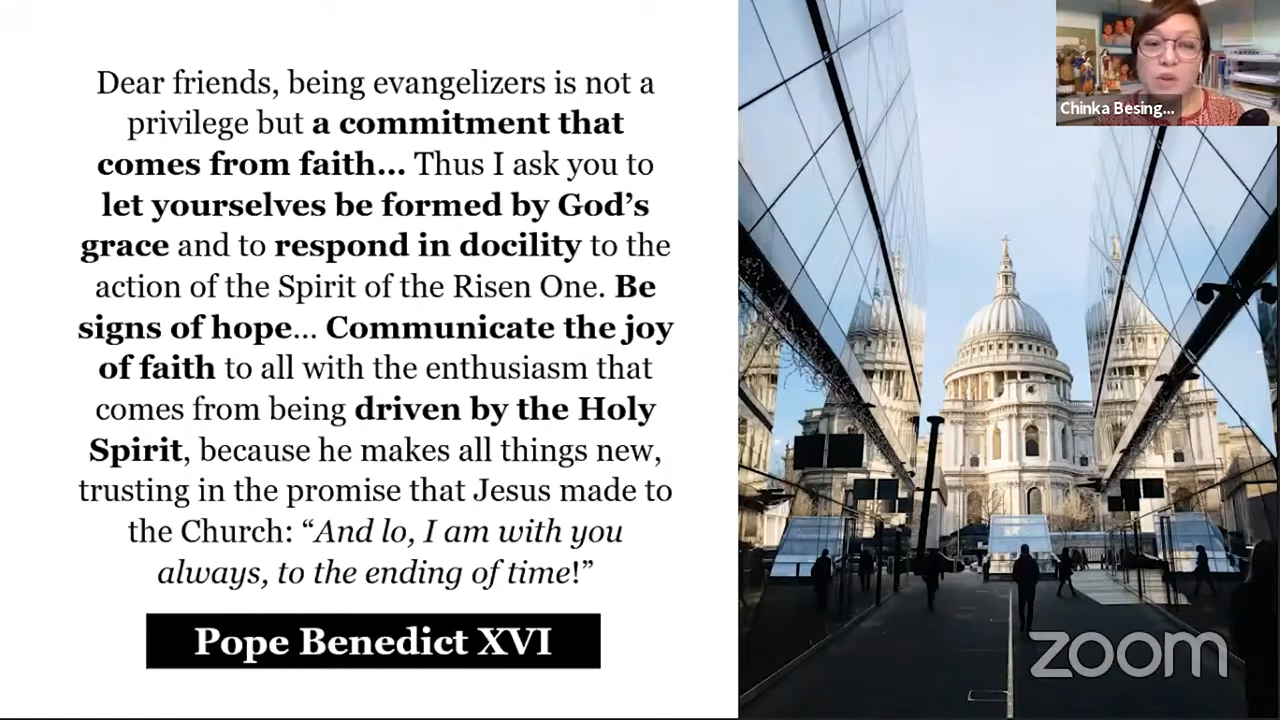 Dear friends, being evangelizers is not a
privilege but a commitment that
comes from faith... Thus I ask you to
let yourselves be formed by God’s
grace and to respond in docility to the
action of the Spirit of the Risen One. Be
signs of hope... Communicate the joy
of faith to all with the enthusiasm that
comes from being driven by the Holy
Spirit, because he makes all things new,
trusting in the promise that Jesus made to
the Church: “And lo, I am with you
always, to the ending of time!”
Pope Benedict XVI
Chinka Besing...
zoom